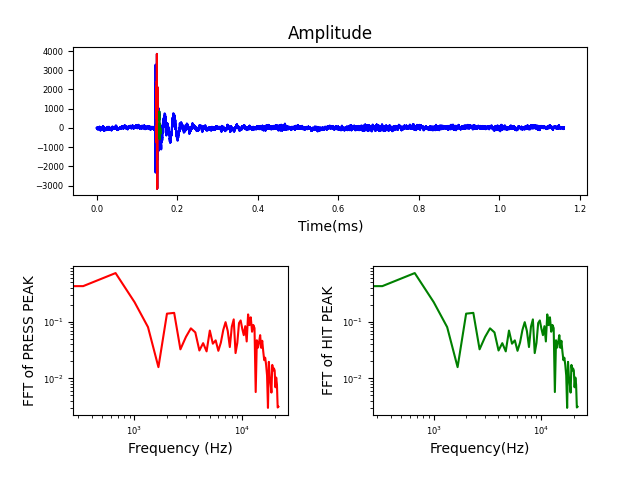 Amplitude
4000
3000
2000
1000
0
−1000
−2000
−3000
0.0 0.2 0.4 0.6 0.8 1.0 1.2
Time(ms)
FFT of PRESS PEAK
10⁻¹
10⁻²
10³ 10⁴
Frequency (Hz)
FFT of HIT PEAK
10⁻¹
10⁻²
10³ 10⁴
Frequency(Hz)